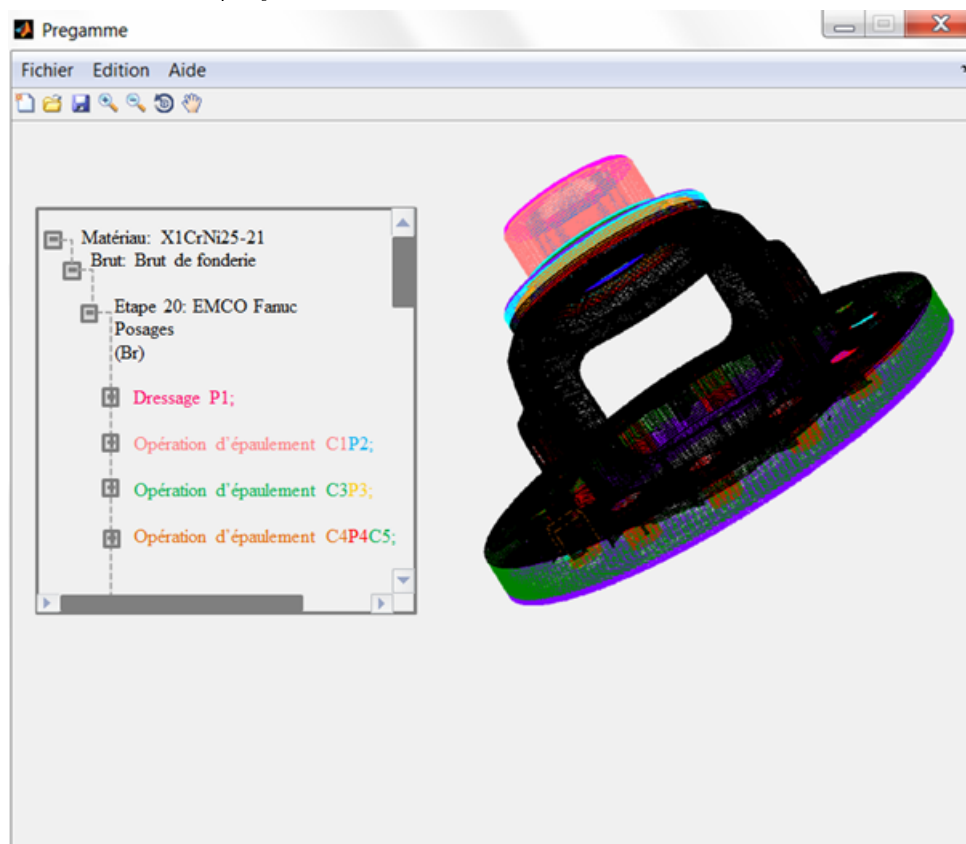 Pregamme
Fichier Edition Aide
Matériau: X1CrNi25-21
Brut: Brut de fonderie
Etape 20: EMCO Fanuc
Posages
(Br)
Dressage P1;
Opération d'épaulement C1P2;
Opération d'épaulement C3P3;
Opération d'épaulement C4P4C5;